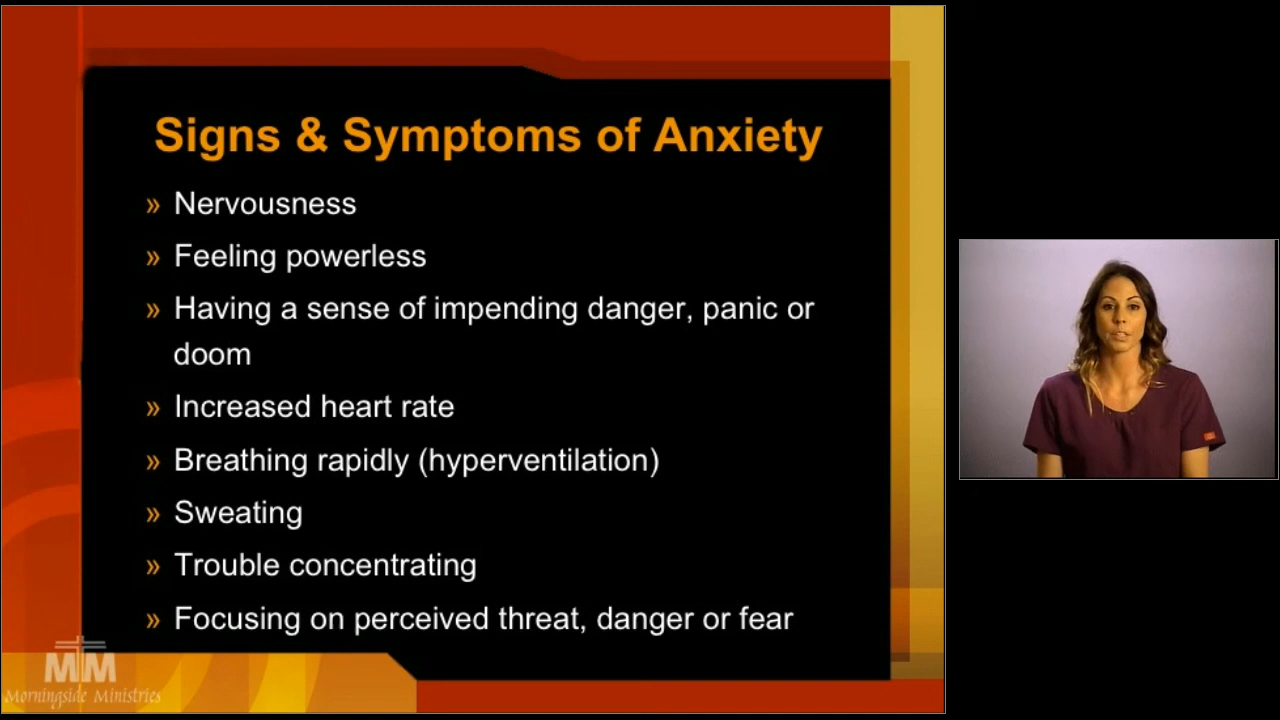 Signs & Symptoms of Anxiety
» Nervousness
» Feeling powerless
» Having a sense of impending danger, panic or
doom
» Increased heart rate
» Breathing rapidly (hyperventilation)
» Sweating
» Trouble concentrating
» Focusing on perceived threat, danger or fear
MM
Morningside Ministries